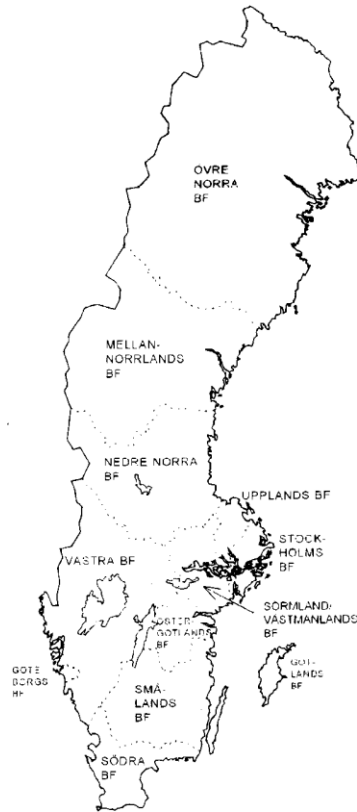 ÖVRE
NORRA
BF
MELLAN-
NORRLANDS
BF
NEDRE NORRA
BF
UPPLANDS BF
STOCK-
HOLMS
BF
VÄSTRA BF
SÖRMLAND/
VÄSTMANLANDS
BF
ÖSTER-
GÖTLANDS
BF
GÖTE
BORGS
BF
GOT-
LANDS
BF
SMÅ-
LANDS
BF
SÖDRA
BF